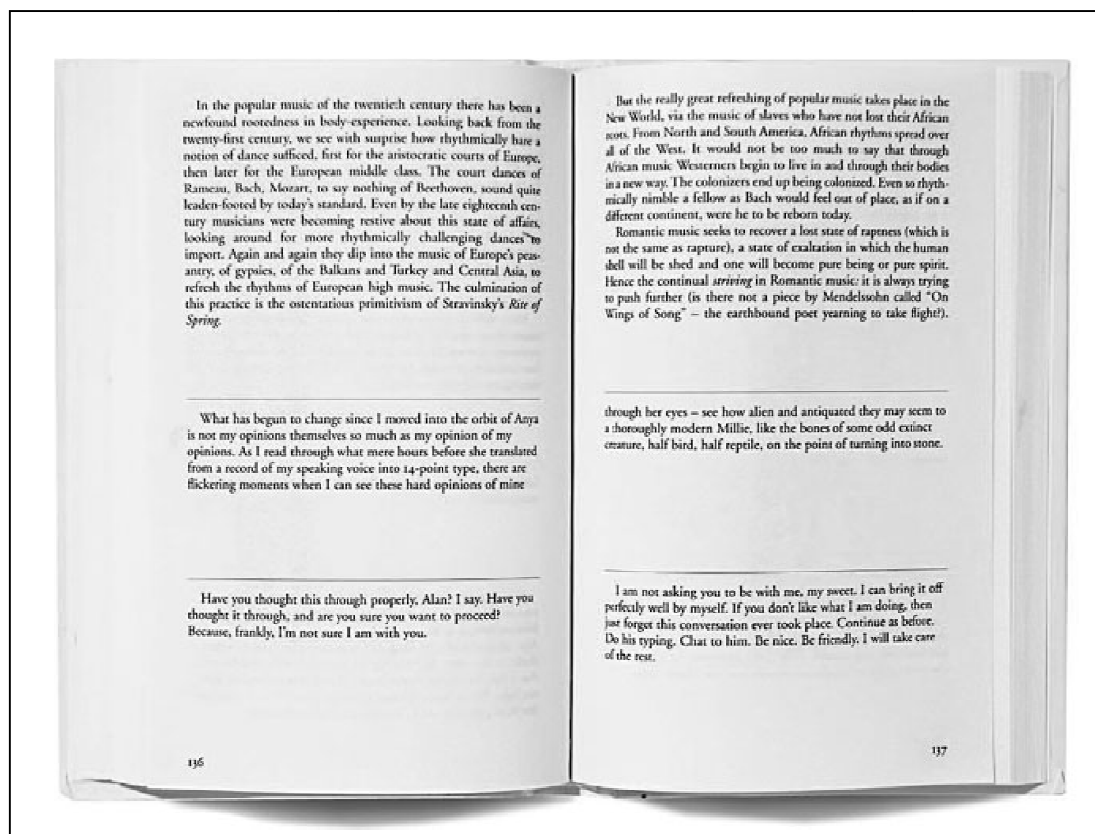 In the popular music of the twentieth century there has been a
newfound rootedness in body-experience. Looking back from the
twenty-first century, we see with surprise how rhythmically bare a
notion of dance sufficed, first for the aristocratic courts of Europe,
then later for the European middle class. The court dances of
Rameau, Bach, Mozart, to say nothing of Beethoven, sound quite
leaden-footed by today's standard. Even by the late eighteenth cen-
tury musicians were becoming restive about this state of affairs,
looking around for more rhythmically challenging dances to
import. Again and again they dip into the music of Europe's peas-
antry, of gypsies, of the Balkans and Turkey and Central Asia, to
refresh the rhythms of European high music. The culmination of
this practice is the ostentatious primitivism of Stravinsky's Rite of
Spring.
What has begun to change since I moved into the orbit of Anya
is not my opinions themselves so much as my opinion of my
opinions. As I read through what mere hours before she translated
from a record of my speaking voice into 14-point type, there are
flickering moments when I can see these hard opinions of mine
Have you thought this through properly, Alan? I say. Have you
thought it through, and are you sure you want to proceed?
Because, frankly, I'm not sure I am with you.
136
But the really great refreshing of popular music takes place in the
New World, via the music of slaves who have not lost their African
roots. From North and South America, African rhythms spread over
all of the West. It would not be too much to say that through
African music Westerners begin to live in and through their bodies
in a new way. The colonizers end up being colonized. Even so rhyth-
mically nimble a fellow as Bach would feel out of place, as if on a
different continent, were he to be reborn today.
Romantic music seeks to recover a lost state of raptness (which is
not the same as rapture), a state of exaltation in which the human
shell will be shed and one will become pure being or pure spirit.
Hence the continual striving in Romantic music: it is always trying
to push further (is there not a piece by Mendelssohn called "On
Wings of Song" – the earthbound poet yearning to take flight?).
through her eyes – see how alien and antiquated they may seem to
a thoroughly modern Millie, like the bones of some odd extinct
creature, half bird, half reptile, on the point of turning into stone.
I am not asking you to be with me, my sweet. I can bring it off
perfectly well by myself. If you don't like what I am doing, then
just forget this conversation ever took place. Continue as before.
Do his typing. Chat to him. Be nice. Be friendly. I will take care
of the rest.
137